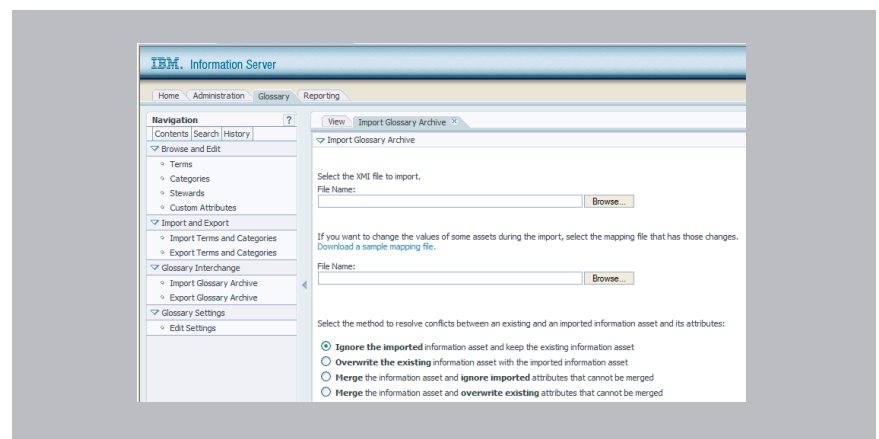 IBM. Information Server
Home Administration Glossary Reporting
Navigation ?
Contents Search History
Browse and Edit
Terms
Categories
Stewards
Custom Attributes
Import and Export
Import Terms and Categories
Export Terms and Categories
Glossary Interchange
Import Glossary Archive
Export Glossary Archive
Glossary Settings
Edit Settings
View Import Glossary Archive
Import Glossary Archive
Select the XMI file to import.
File Name:
Browse...
If you want to change the values of some assets during the import, select the mapping file that has those changes.
Download a sample mapping file.
File Name:
Browse...
Select the method to resolve conflicts between an existing and an imported information asset and its attributes:
Ignore the imported information asset and keep the existing information asset
Overwrite the existing information asset with the imported information asset
Merge the information asset and ignore imported attributes that cannot be merged
Merge the information asset and overwrite existing attributes that cannot be merged